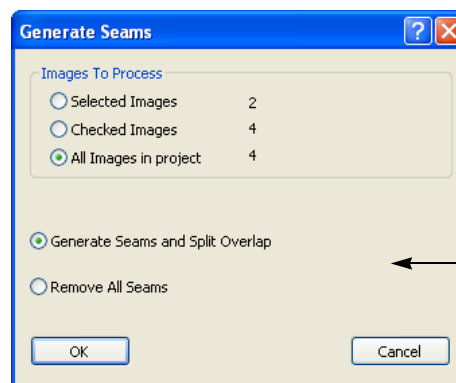 Generate Seams
Images To Process
Selected Images 2
Checked Images 4
All Images in project 4
Generate Seams and Split Overlap
Remove All Seams
OK Cancel